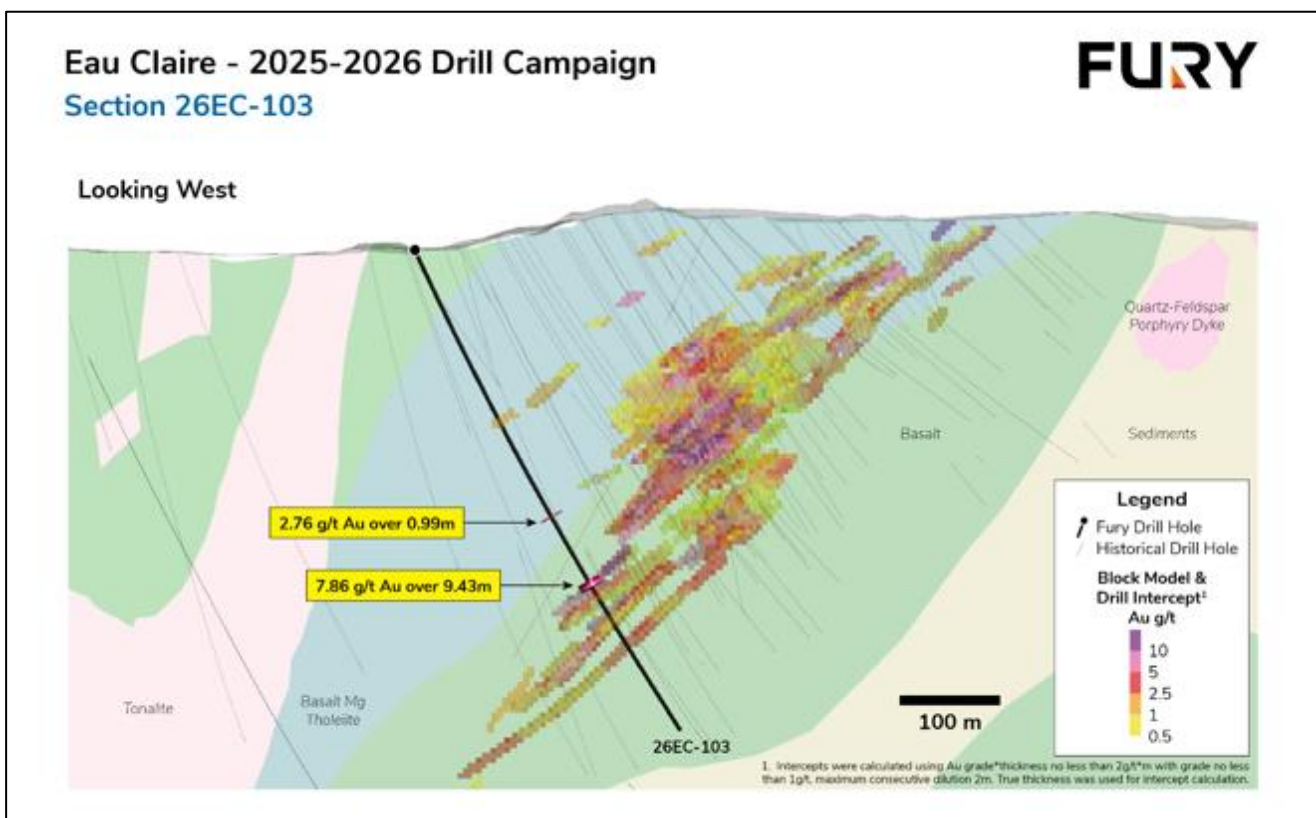 Eau Claire - 2025-2026 Drill Campaign
FURY
Section 26EC-103
Looking West
Quartz-Feldspar
Porphyry Dyke
Basalt
Sediments
2.76 g/t Au over 0.99m
7.86 g/t Au over 9.43m
Tonalite
Basalt Mg
Tholeiite
26EC-103
100 m
Legend
Fury Drill Hole
Historical Drill Hole
Block Model &
Drill Intercept¹
Au g/t
10
5
2.5
1
0.5
1. Intercepts were calculated using Au grade*thickness no less than 2g/t*m with grade no less
than 1g/t, maximum consecutive dilution 2m. True thickness was used for intercept calculation.